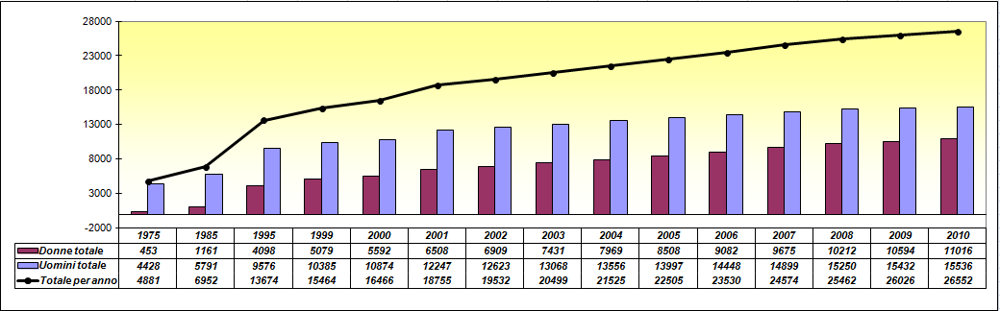 28000
23000
18000
13000
8000
3000
-2000
1975 1985 1995 1999 2000 2001 2002 2003 2004 2005 2006 2007 2008 2009 2010
Donne totale 453 1161 4098 5079 5592 6508 6909 7431 7969 8508 9082 9675 10212 10594 11016
Uomini totale 4428 5791 9576 10385 10874 12247 12623 13068 13556 13997 14448 14899 15250 15432 15536
Totale per anno 4881 6952 13674 15464 16466 18755 19532 20499 21525 22505 23530 24574 25462 26026 26552